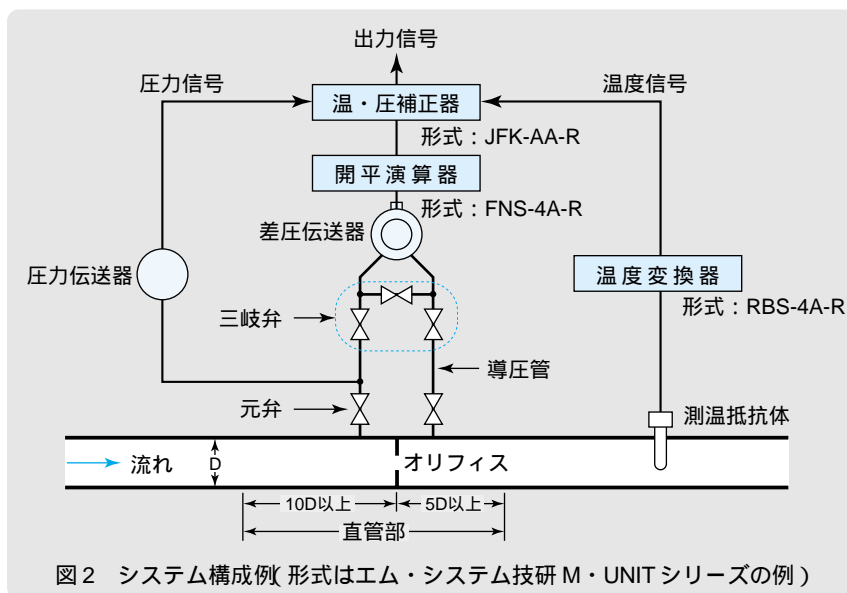 出力信号
圧力信号
温度信号
温・圧補正器
形式：JFK-AA-R
開平演算器
形式：FNS-4A-R
差圧伝送器
圧力伝送器
温度変換器
形式：RBS-4A-R
三岐弁
導圧管
元弁
測温抵抗体
流れ
D
オリフィス
10D以上
5D以上
直管部
図2 システム構成例(形式はエム・システム技研 M・UNITシリーズの例)